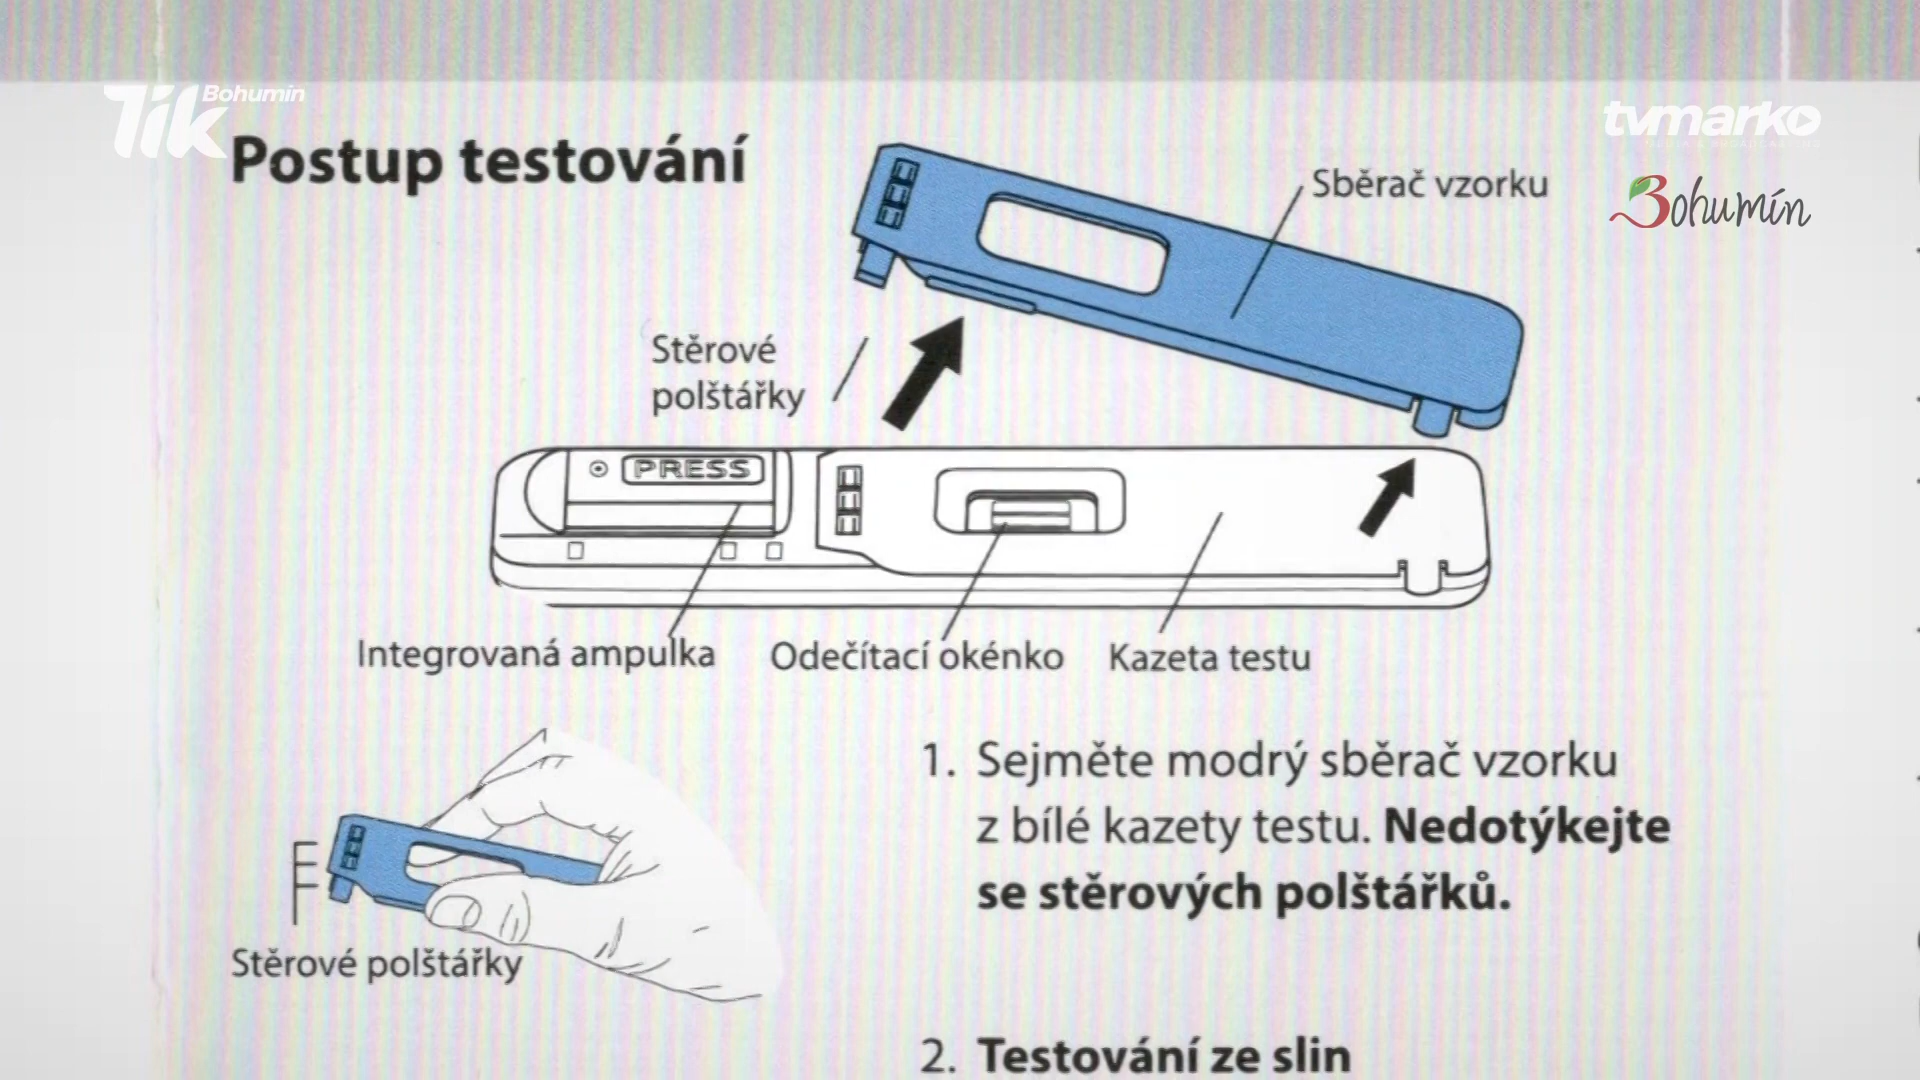 Tik Bohumín
tvmarko
Bohumín
Postup testování
Sběrač vzorku
Stěrové
polštářky
PRESS
Integrovaná ampulka
Odečítací okénko
Kazeta testu
Stěrové polštářky
1. Sejměte modrý sběrač vzorku
z bílé kazety testu. Nedotýkejte
se stěrových polštářků.
2. Testování ze slin